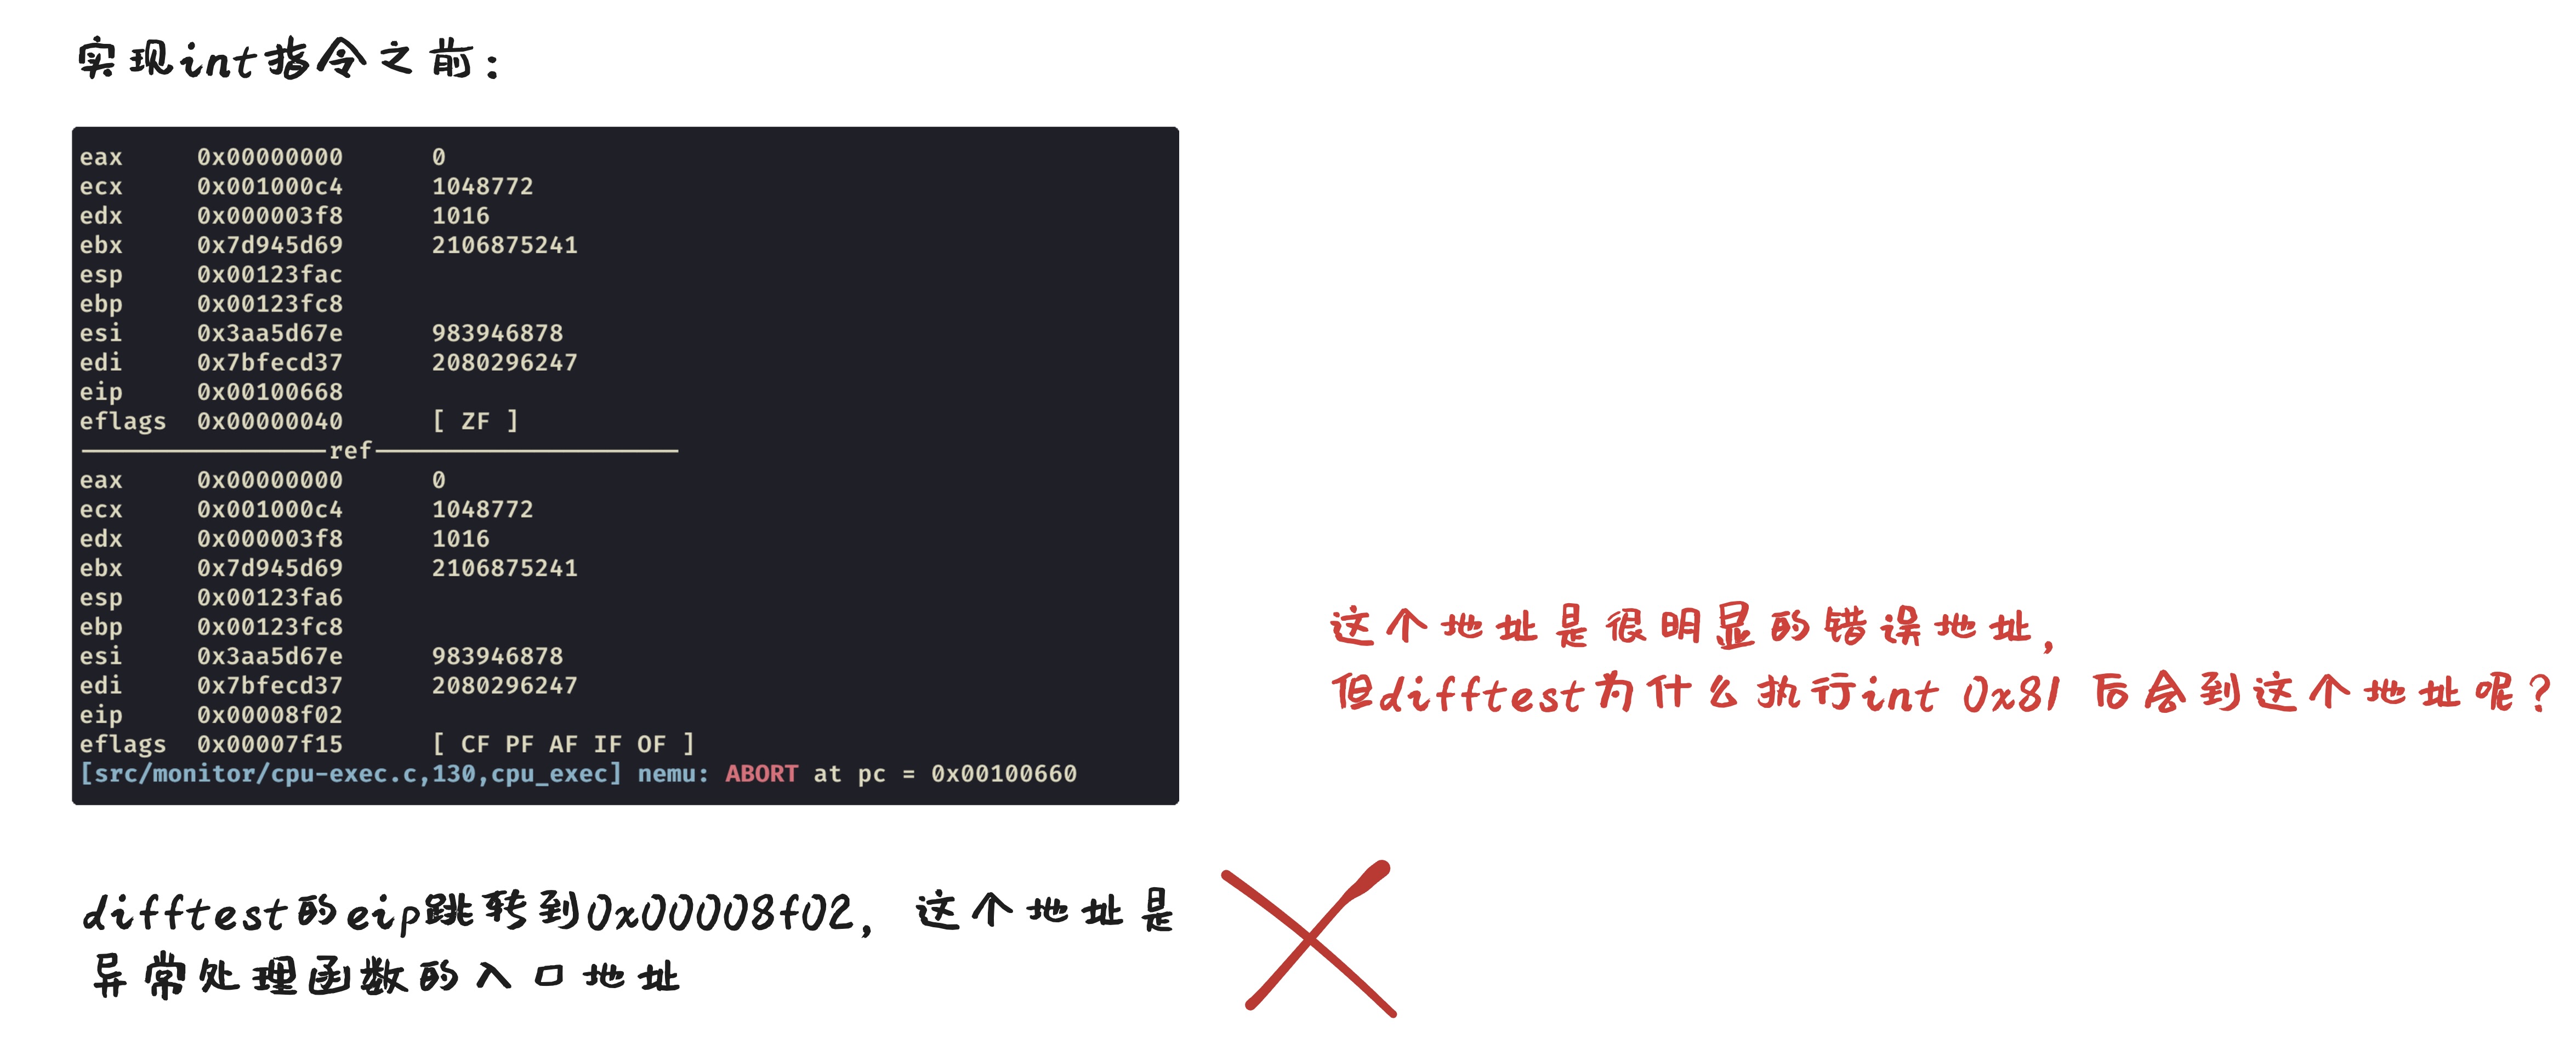 实现int指令之前:
eax 0x00000000 0
ecx 0x001000c4 1048772
edx 0x000003f8 1016
ebx 0x7d945d69 2106875241
esp 0x00123fac
ebp 0x00123fc8
esi 0x3aa5d67e 983946878
edi 0x7bfecd37 2080296247
eip 0x00100668
eflags 0x00000040 [ ZF ]
ref
eax 0x00000000 0
ecx 0x001000c4 1048772
edx 0x000003f8 1016
ebx 0x7d945d69 2106875241
esp 0x00123fa6
ebp 0x00123fc8
esi 0x3aa5d67e 983946878
edi 0x7bfecd37 2080296247
eip 0x00008f02
eflags 0x00007f15 [ CF PF AF IF OF ]
[src/monitor/cpu-exec.c,130,cpu_exec] nemu: ABORT at pc = 0x00100660
这个地址是很明显的错误地址,
但difftest为什么执行int 0x81 后会到这个地址呢?
difftest的eip跳转到0x00008f02, 这个地址是
异常处理函数的入口地址